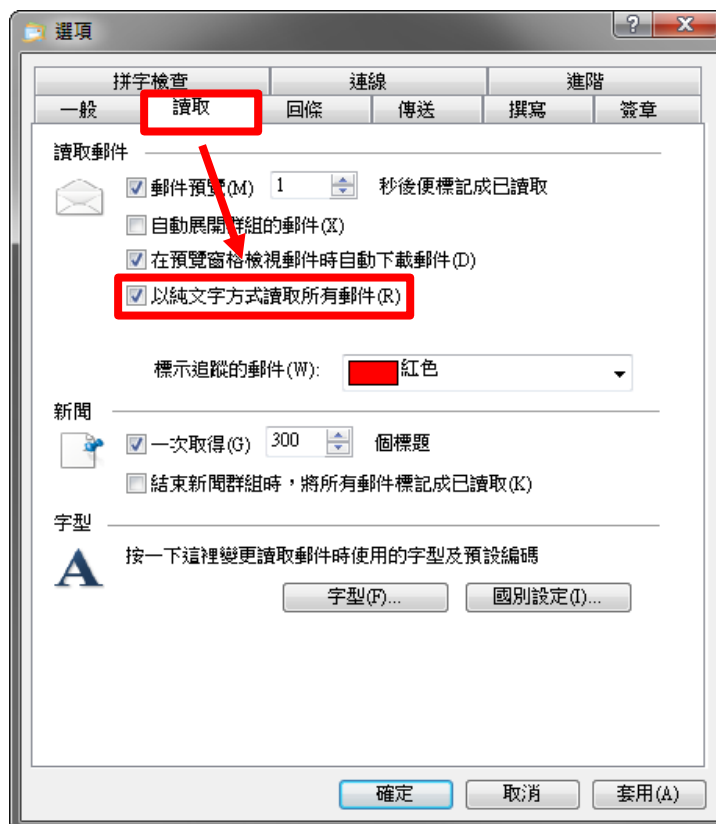 選項
拼字檢查 連線 進階
一般 讀取 回條 傳送 撰寫 簽章
讀取郵件
郵件預覽(M) 1 秒後便標記成已讀取
自動展開群組的郵件(X)
在預覽窗格檢視郵件時自動下載郵件(D)
以純文字方式讀取所有郵件(R)
標示追蹤的郵件(W): 紅色
新聞
一次取得(G) 300 個標題
結束新聞群組時，將所有郵件標記成已讀取(K)
字型
按一下這裡變更讀取郵件時使用的字型及預設編碼
字型(F)... 國別設定(I)...
確定 取消 套用(A)